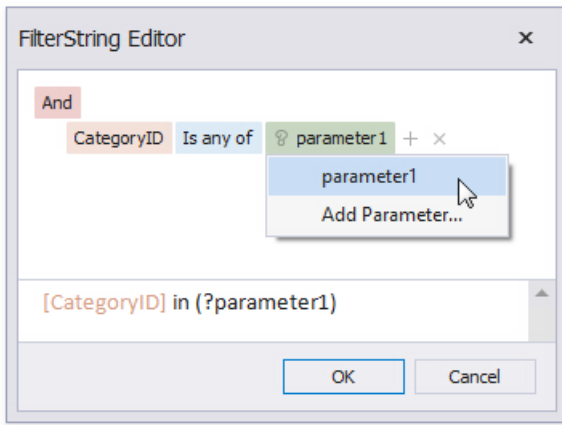 FilterString Editor
And
CategoryID Is any of parameter1
parameter1
Add Parameter...
[CategoryID] in (?parameter1)
OK Cancel